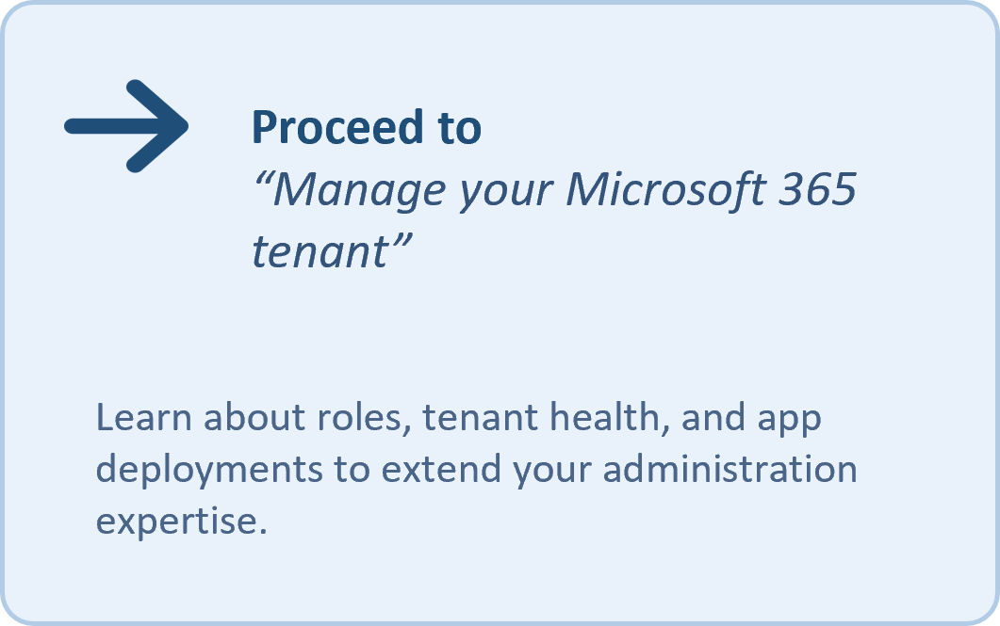 Proceed to
“Manage your Microsoft 365
tenant”
Learn about roles, tenant health, and app
deployments to extend your administration
expertise.